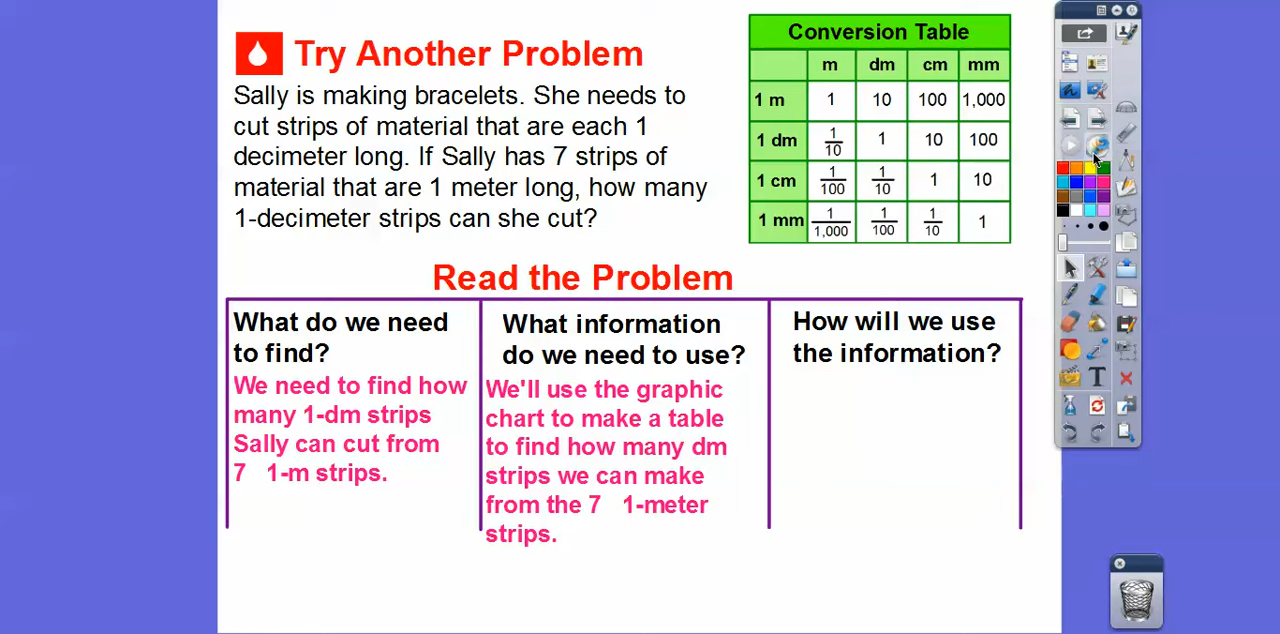 Try Another Problem
Sally is making bracelets. She needs to
cut strips of material that are each 1
decimeter long. If Sally has 7 strips of
material that are 1 meter long, how many
1-decimeter strips can she cut?
Conversion Table
m dm cm mm
1 m 1 10 100 1,000
1 dm 1/10 1 10 100
1 cm 1/100 1/10 1 10
1 mm 1/1,000 1/100 1/10 1
Read the Problem
What do we need
to find?
We need to find how
many 1-dm strips
Sally can cut from
7 1-m strips.
What information
do we need to use?
We'll use the graphic
chart to make a table
to find how many dm
strips we can make
from the 7 1-meter
strips.
How will we use
the information?
T